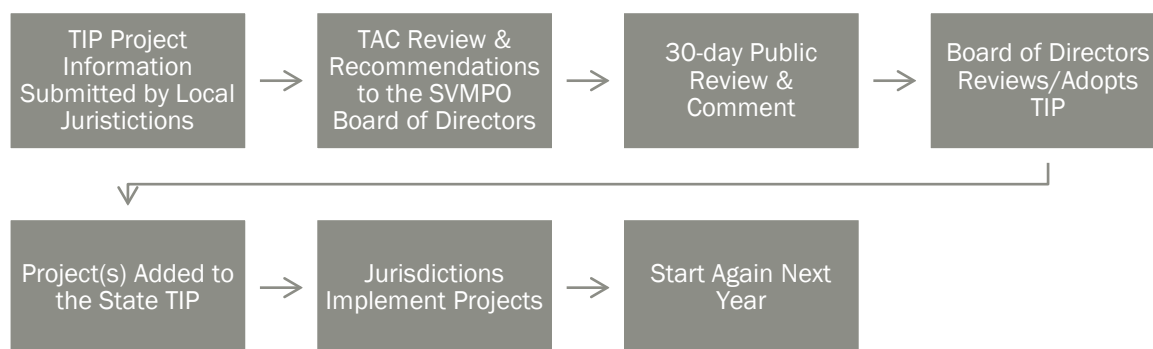 TIP Project
Information
Submitted by Local
Juristictions
TAC Review &
Recommendations
to the SVMPO
Board of Directors
30-day Public
Review &
Comment
Board of Directors
Reviews/Adopts
TIP
Project(s) Added to
the State TIP
Jurisdictions
Implement Projects
Start Again Next
Year